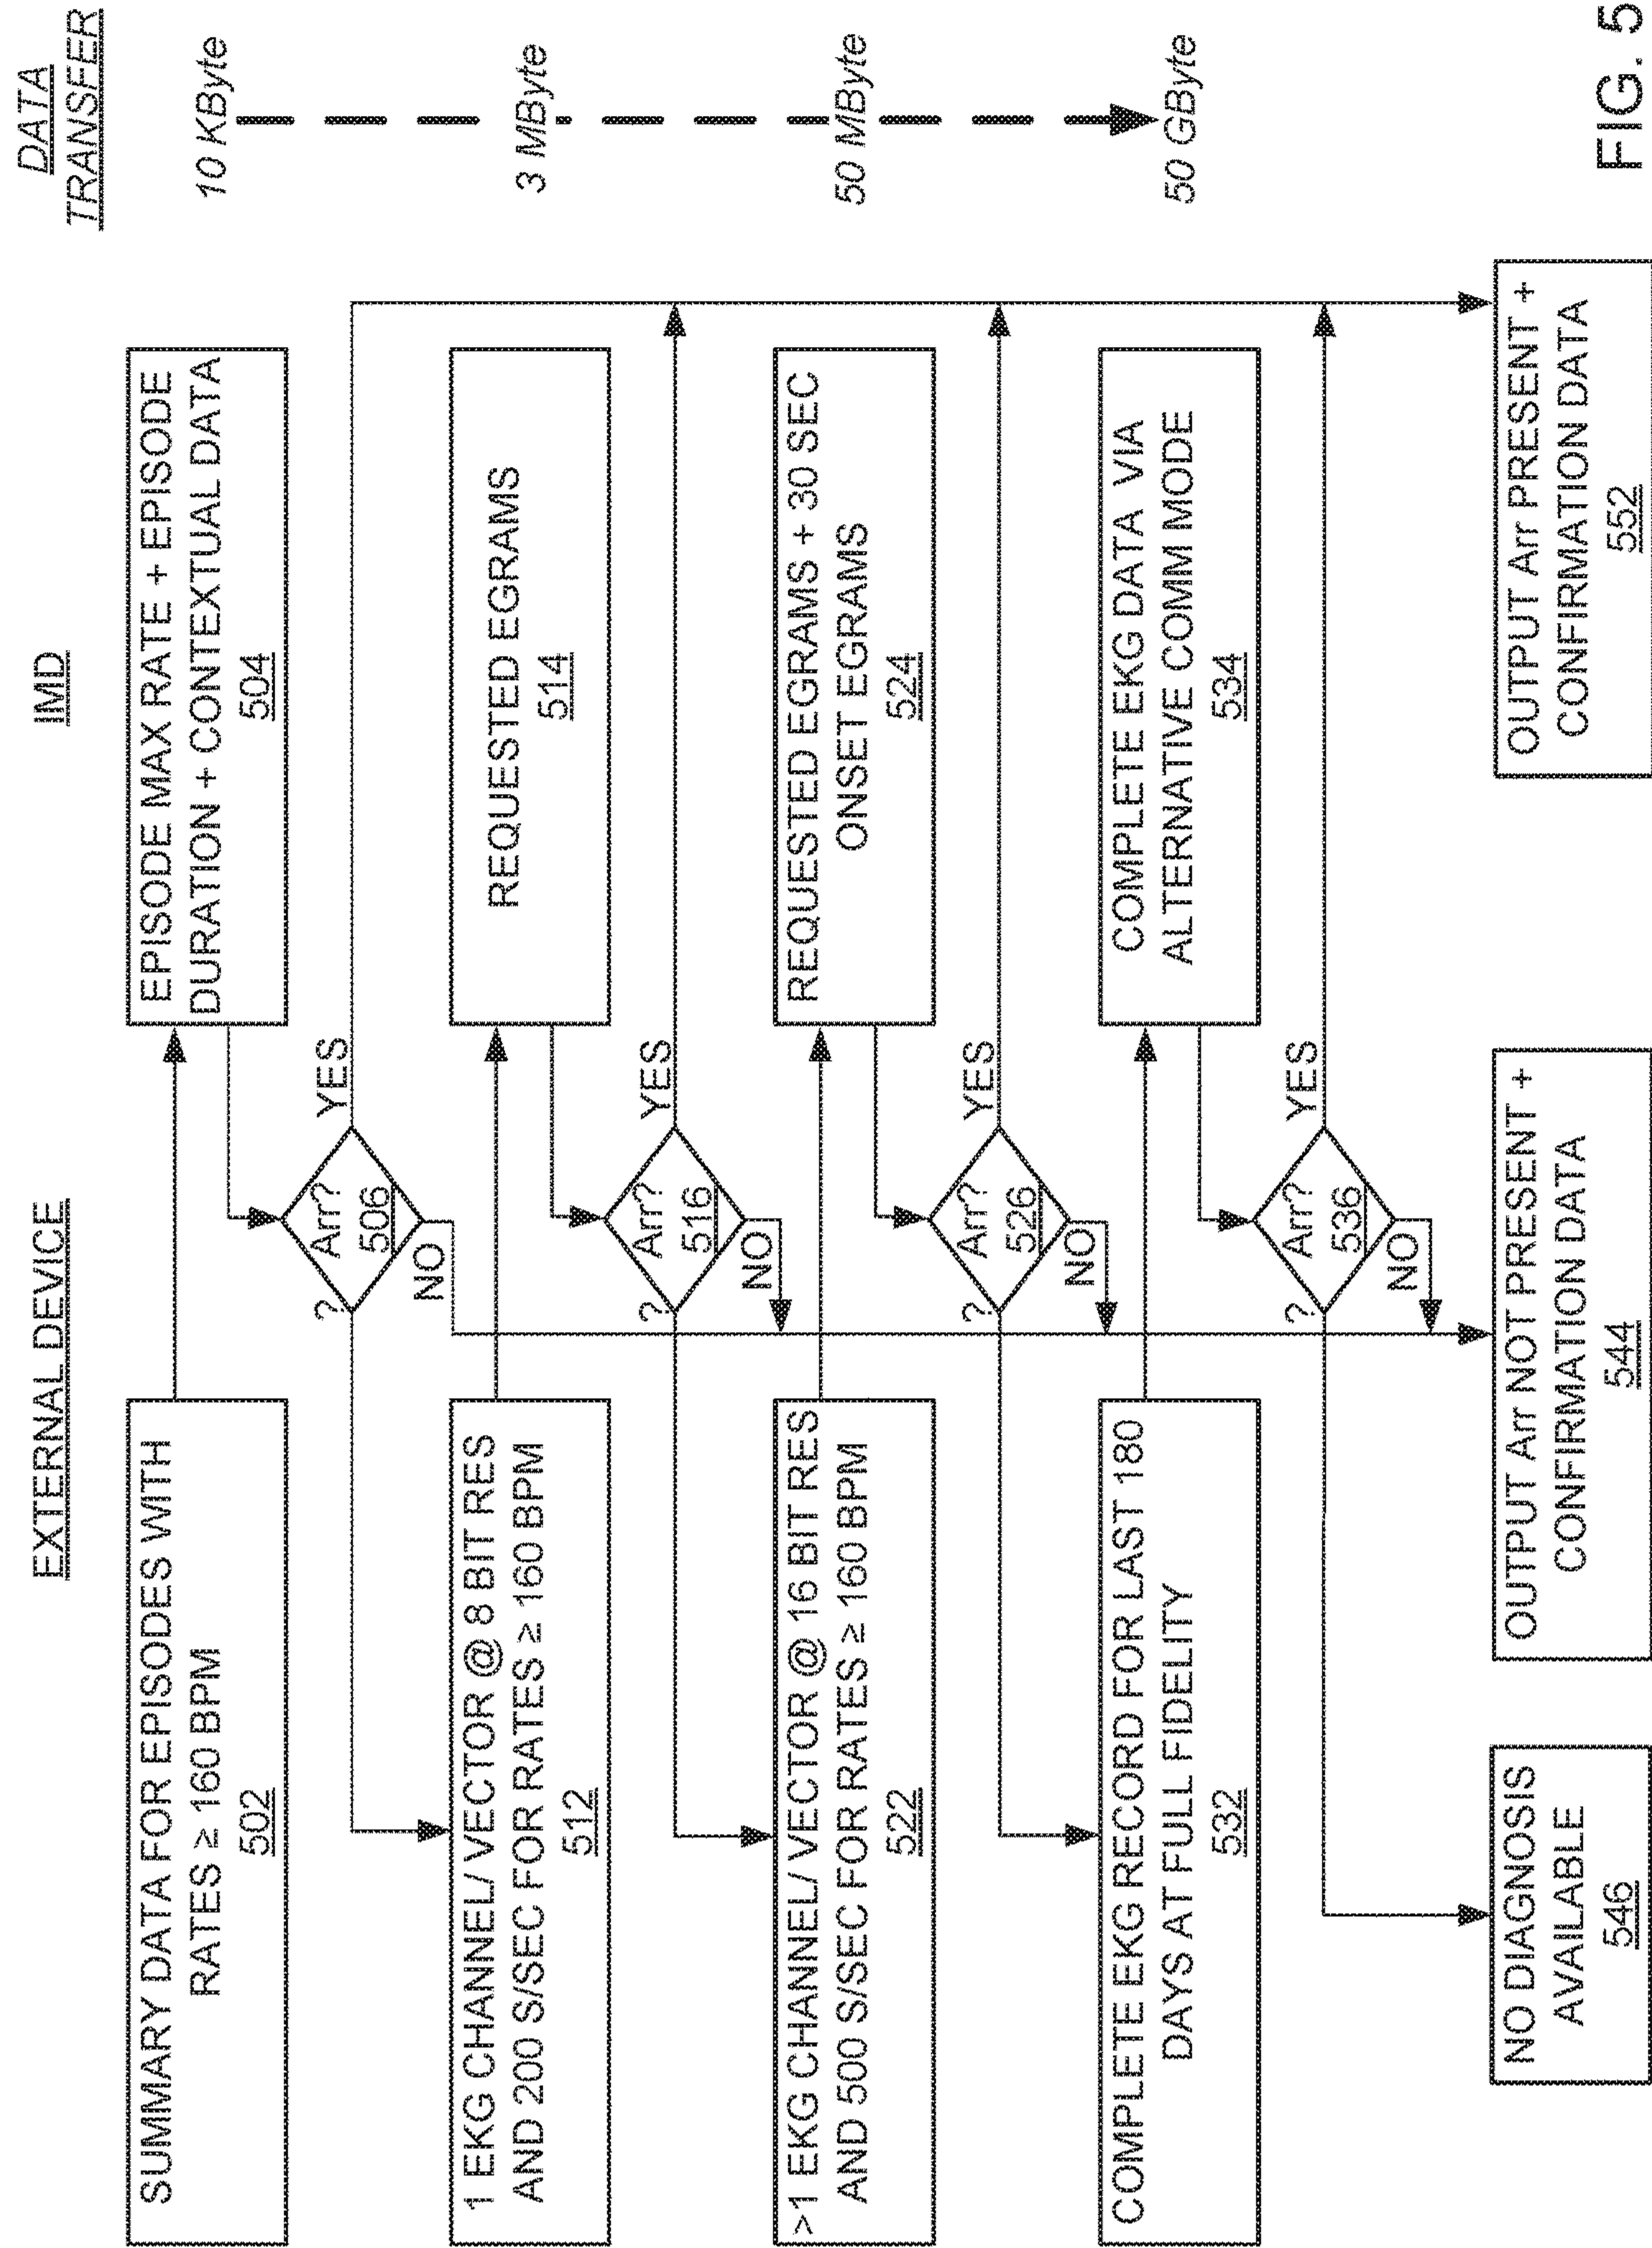 EXTERNAL DEVICE
IMD
DATA
TRANSFER
SUMMARY DATA FOR EPISODES WITH
RATES ≥ 160 BPM
502
EPISODE MAX RATE + EPISODE
DURATION + CONTEXTUAL DATA
504
10 KByte
?
Arr?
506
YES
NO
1 EKG CHANNEL/ VECTOR @ 8 BIT RES
AND 200 S/SEC FOR RATES ≥ 160 BPM
512
REQUESTED EGRAMS
514
3 MByte
?
Arr?
516
YES
NO
>1 EKG CHANNEL/ VECTOR @ 16 BIT RES
AND 500 S/SEC FOR RATES ≥ 160 BPM
522
REQUESTED EGRAMS + 30 SEC
ONSET EGRAMS
524
50 MByte
?
Arr?
526
YES
NO
COMPLETE EKG RECORD FOR LAST 180
DAYS AT FULL FIDELITY
532
COMPLETE EKG DATA VIA
ALTERNATIVE COMM MODE
534
50 GByte
?
Arr?
536
YES
NO
NO DIAGNOSIS
AVAILABLE
546
OUTPUT Arr NOT PRESENT +
CONFIRMATION DATA
544
OUTPUT Arr PRESENT +
CONFIRMATION DATA
552
FIG. 5